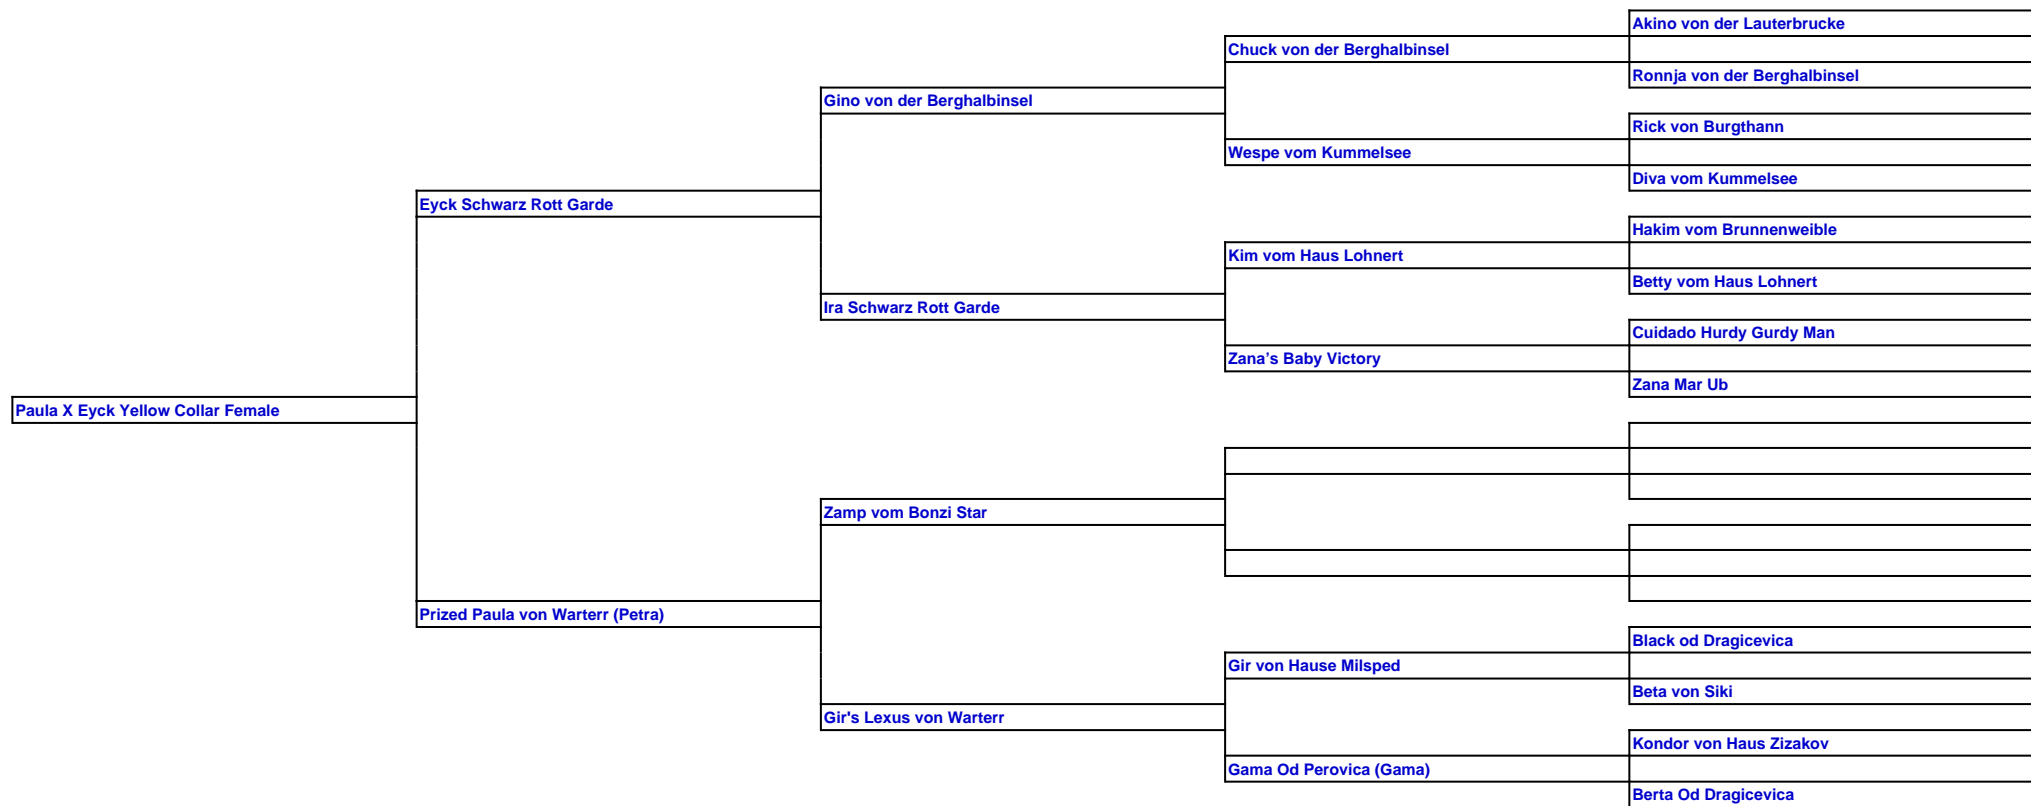 Akino von der Lauterbrucke
Chuck von der Berghalbinsel
Ronnja von der Berghalbinsel
Gino von der Berghalbinsel
Rick von Burgthann
Wespe vom Kummelsee
Diva vom Kummelsee
Eyck Schwarz Rott Garde
Hakim vom Brunnenweible
Kim vom Haus Lohnert
Betty vom Haus Lohnert
Ira Schwarz Rott Garde
Cuidado Hurdy Gurdy Man
Zana’s Baby Victory
Zana Mar Ub
Paula X Eyck Yellow Collar Female
Zamp vom Bonzi Star
Prized Paula von Warterr (Petra)
Black od Dragicevica
Gir von Hause Milsped
Beta von Siki
Gir's Lexus von Warterr
Kondor von Haus Zizakov
Gama Od Perovica (Gama)
Berta Od Dragicevica